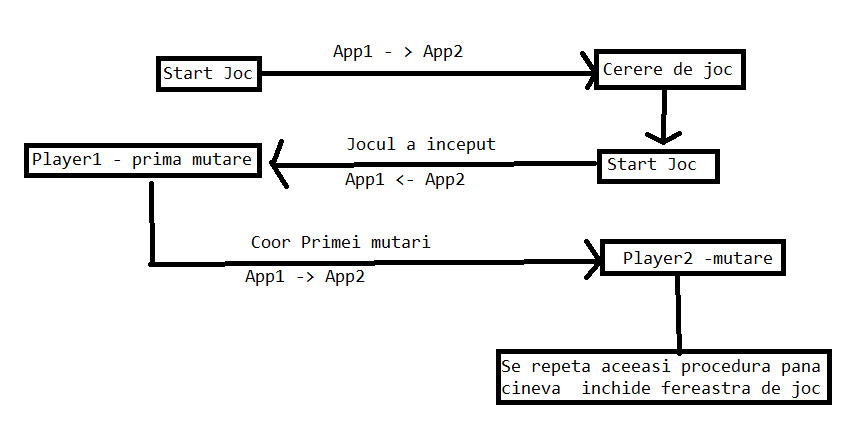 App1 - > App2
Start Joc
Cerere de joc
Jocul a inceput
Player1 - prima mutare
Start Joc
App1 <- App2
Coor Primei mutari
Player2 -mutare
App1 -> App2
Se repeta aceeasi procedura pana
cineva  inchide fereastra de joc